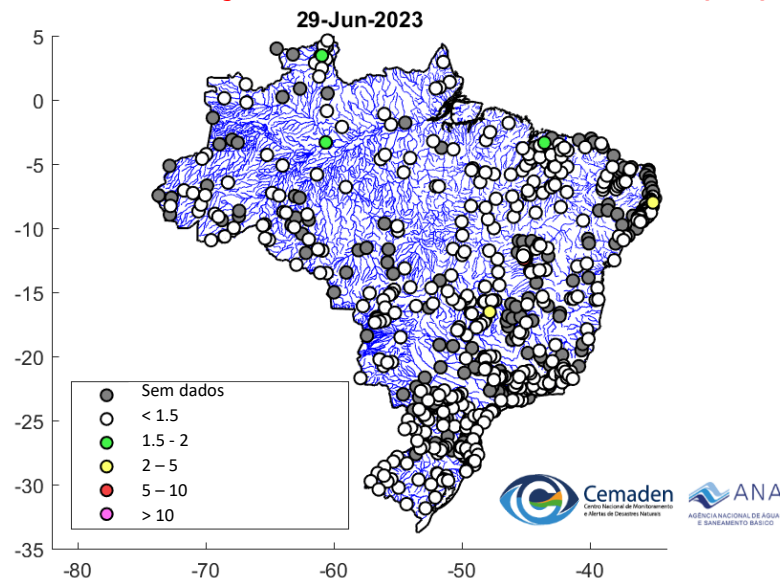 29-Jun-2023
5
0
-5
-10
-15
-20
-25
-30
-35
-80
-70
-60
-50
-40
Sem dados
< 1.5
1.5 - 2
2 – 5
5 – 10
> 10
Cemaden
Centro Nacional de Monitoramento
e Alertas de Desastres Naturais
ANA
AGÊNCIA NACIONAL DE ÁGUA
E SANEAMENTO BÁSICO